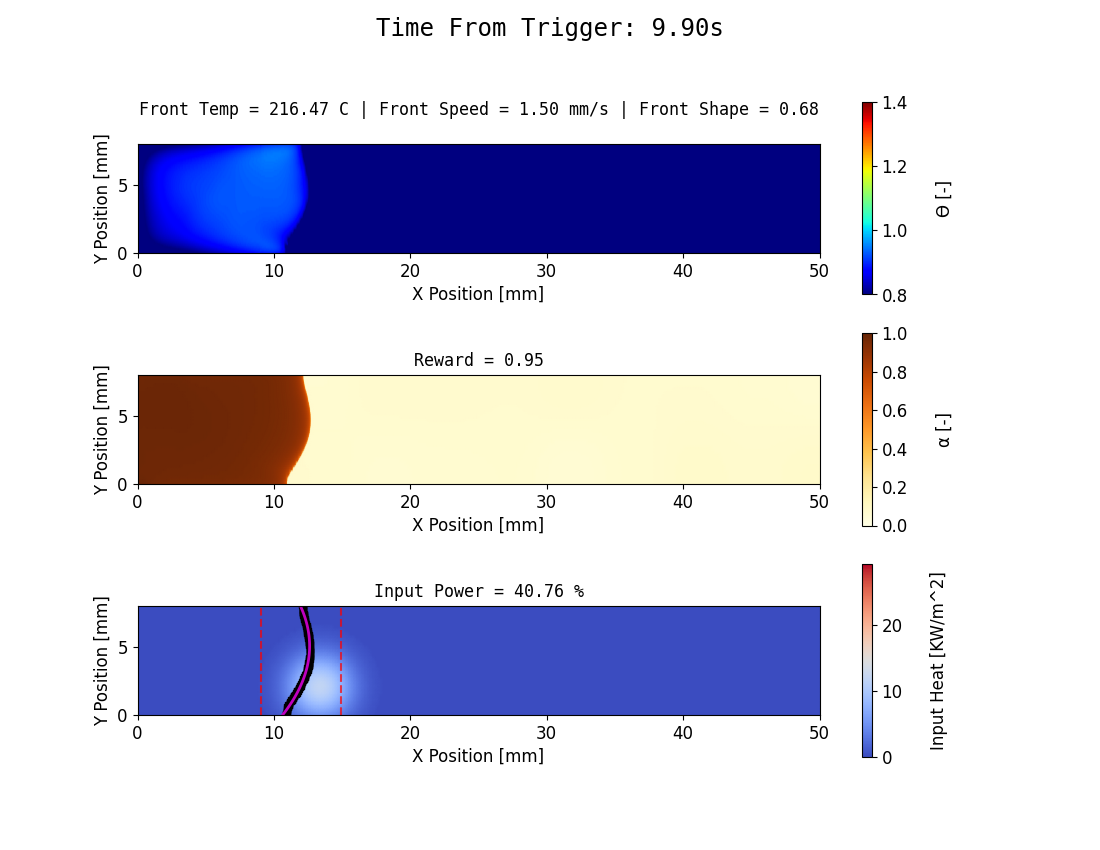 Time From Trigger: 9.90s
Front Temp = 216.47 C | Front Speed = 1.50 mm/s | Front Shape = 0.68
Y Position [mm]
5
0
0 10 20 30 40 50
X Position [mm]
1.4
1.2
1.0
0.8
Θ [-]
Reward = 0.95
Y Position [mm]
5
0
0 10 20 30 40 50
X Position [mm]
1.0
0.8
0.6
0.4
0.2
0.0
α [-]
Input Power = 40.76 %
Y Position [mm]
5
0
0 10 20 30 40 50
X Position [mm]
20
10
0
Input Heat [KW/m^2]